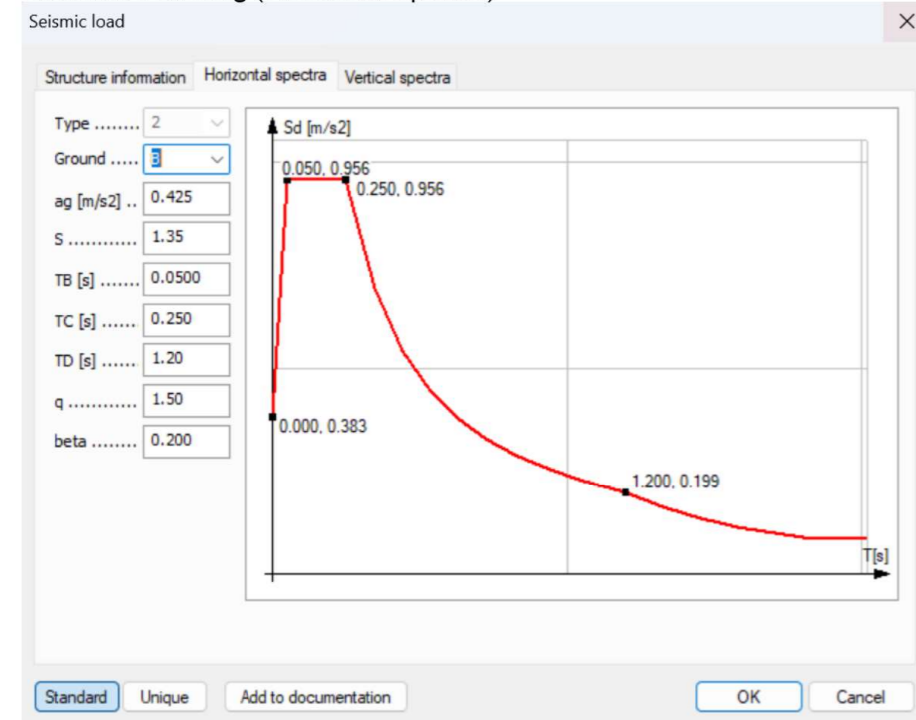 Seismic load
Structure information Horizontal spectra Vertical spectra
Type ........ 2
Ground ..... B
ag [m/s2] .. 0.425
S ............ 1.35
TB [s] ....... 0.0500
TC [s] ...... 0.250
TD [s] ...... 1.20
q ............ 1.50
beta ........ 0.200
Sd [m/s2]
0.050, 0.956
0.250, 0.956
0.000, 0.383
1.200, 0.199
T[s]
Standard Unique Add to documentation OK Cancel